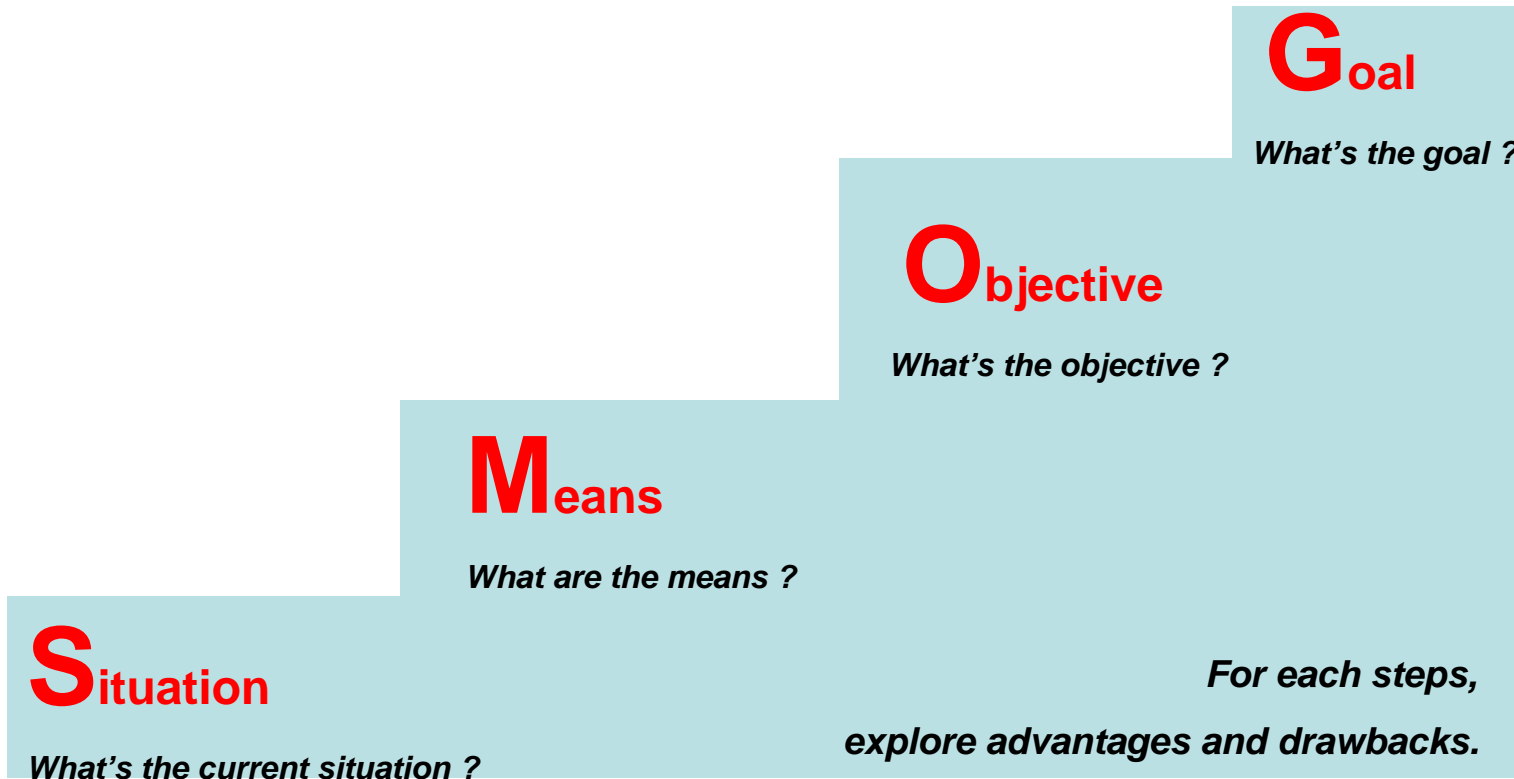 Goal
What's the goal ?
Objective
What's the objective ?
Means
What are the means ?
Situation
What's the current situation ?
For each steps,
explore advantages and drawbacks.